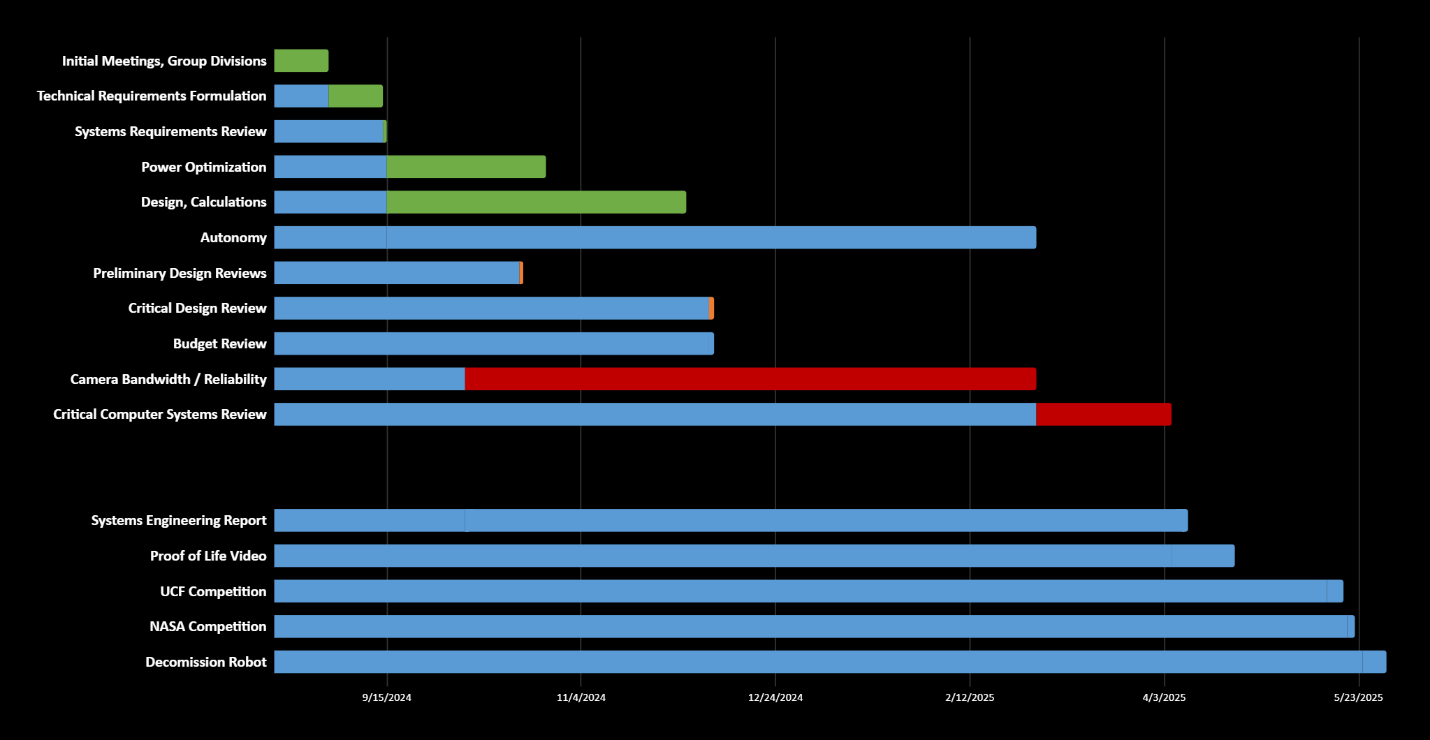 Initial Meetings, Group Divisions
Technical Requirements Formulation
Systems Requirements Review
Power Optimization
Design, Calculations
Autonomy
Preliminary Design Reviews
Critical Design Review
Budget Review
Camera Bandwidth / Reliability
Critical Computer Systems Review
Systems Engineering Report
Proof of Life Video
UCF Competition
NASA Competition
Decomission Robot
9/15/2024 11/4/2024 12/24/2024 2/12/2025 4/3/2025 5/23/2025